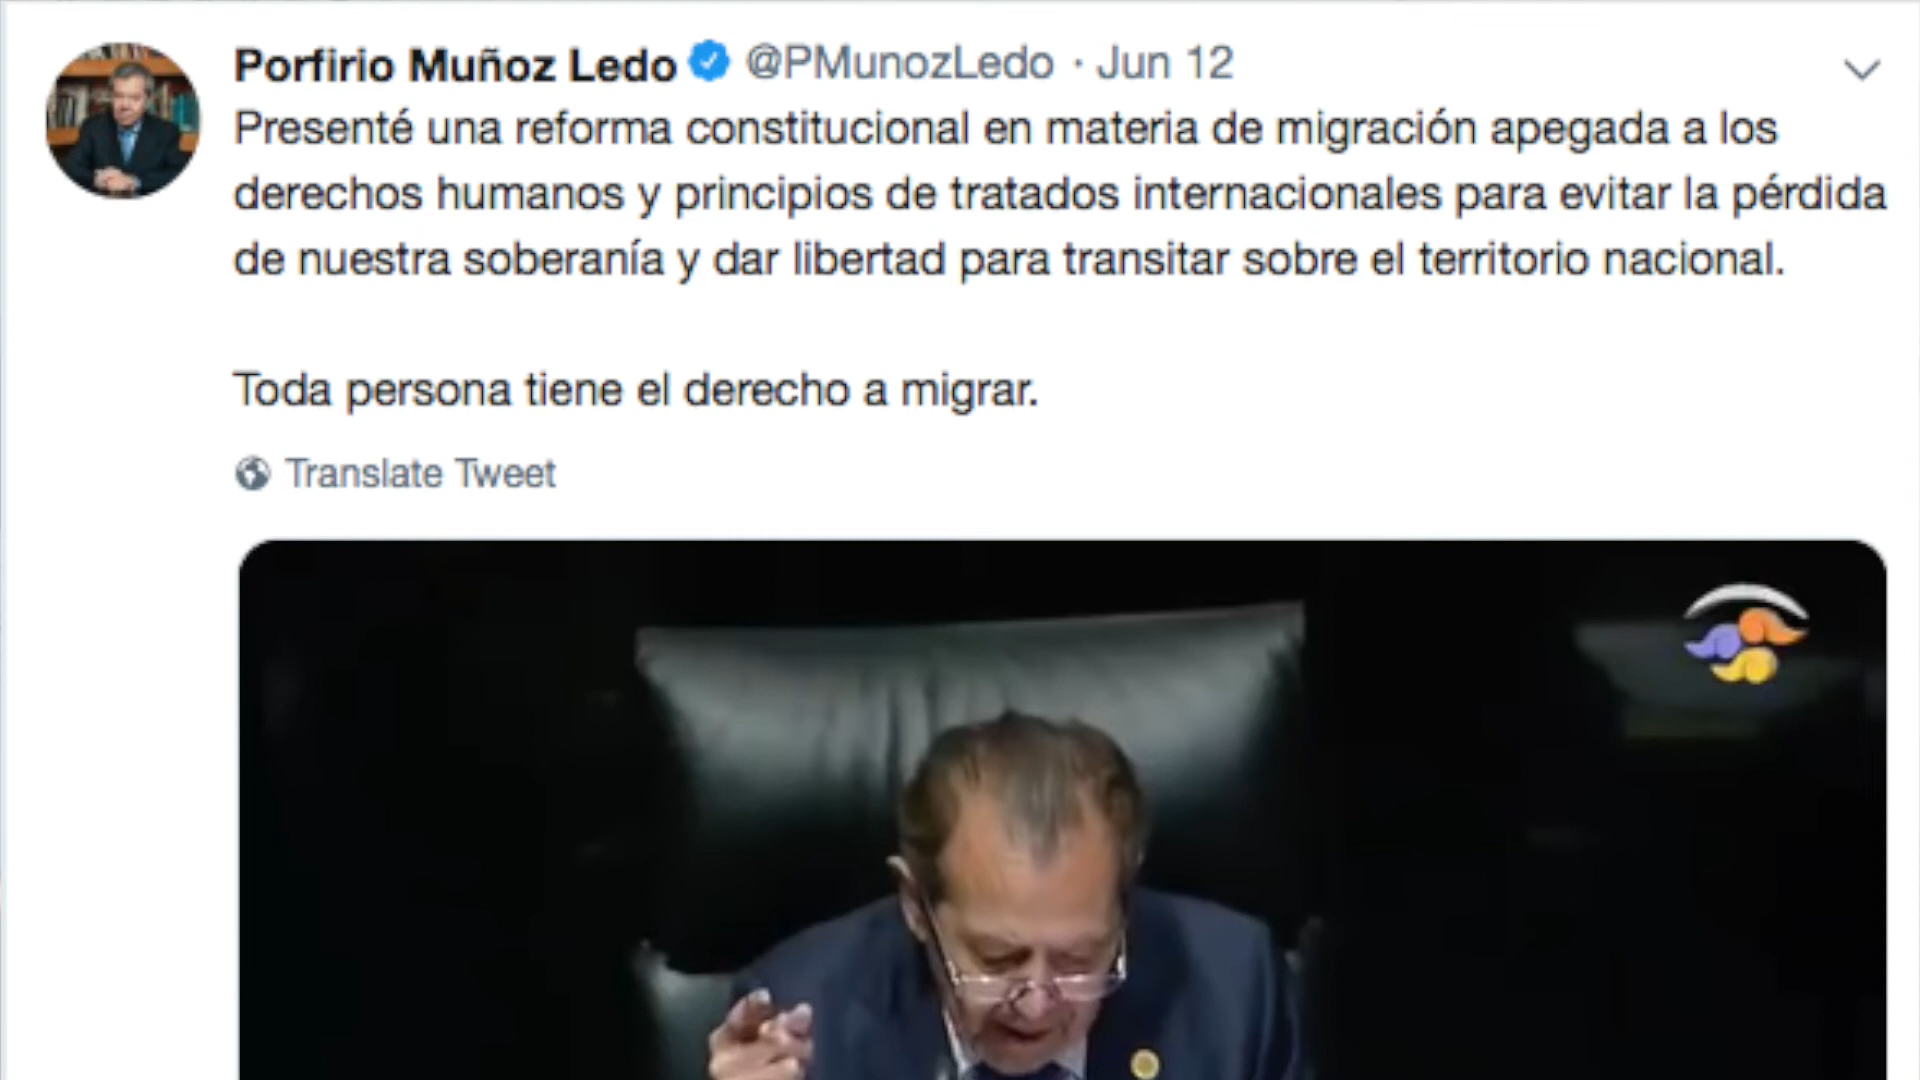 Porfirio Muñoz Ledo @PMunozLedo · Jun 12
Presenté una reforma constitucional en materia de migración apegada a los
derechos humanos y principios de tratados internacionales para evitar la pérdida
de nuestra soberanía y dar libertad para transitar sobre el territorio nacional.
Toda persona tiene el derecho a migrar.
Translate Tweet